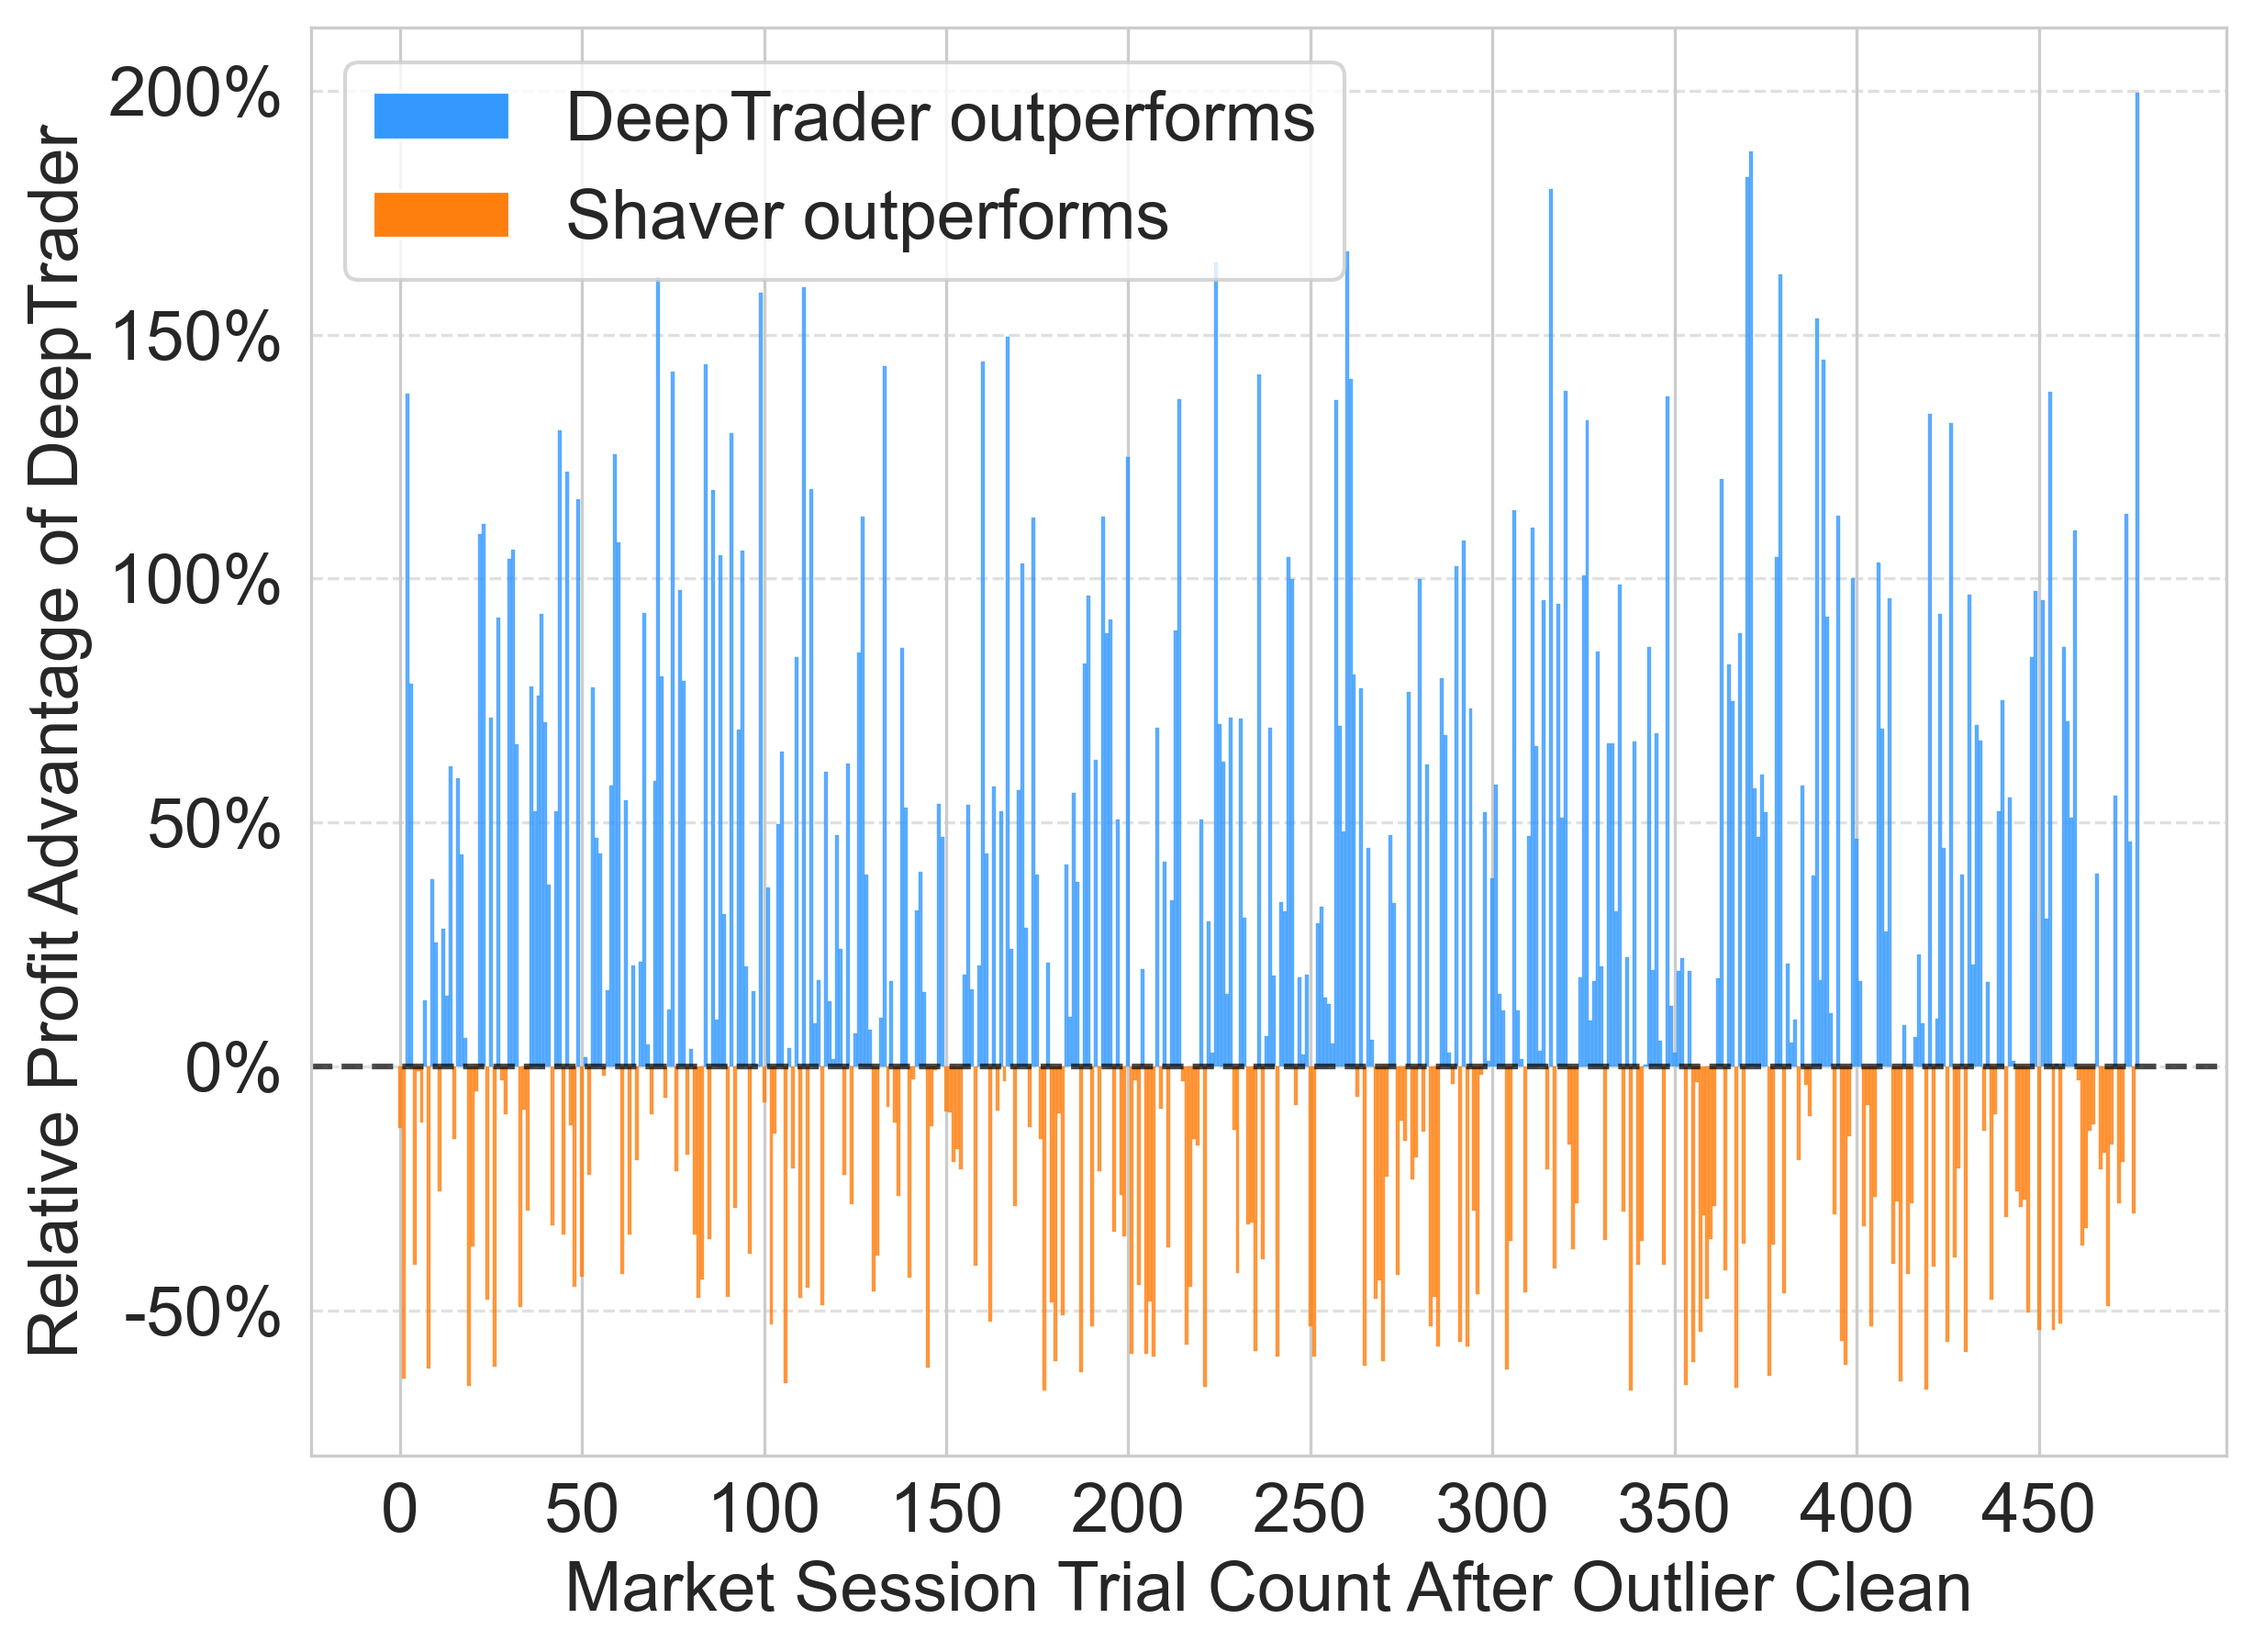 DeepTrader outperforms
Shaver outperforms
Relative Profit Advantage of DeepTrader
200%
150%
100%
50%
0%
-50%
0 50 100 150 200 250 300 350 400 450
Market Session Trial Count After Outlier Clean